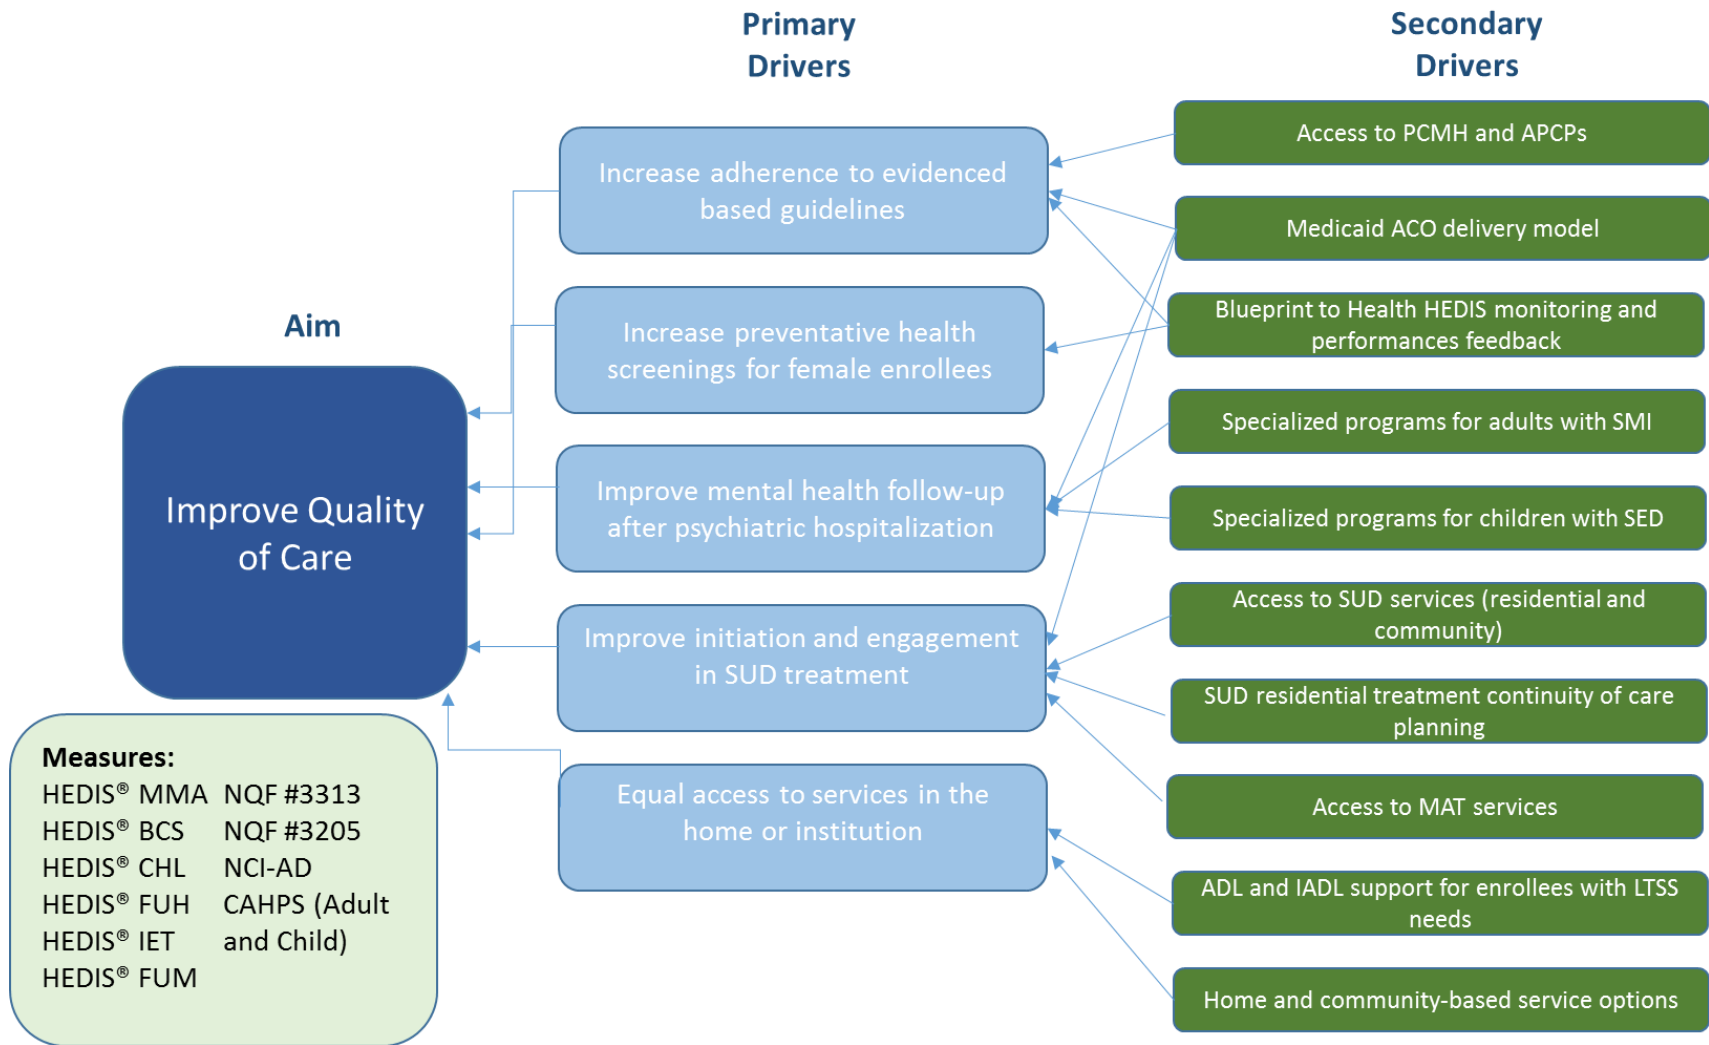 Primary
Drivers
Secondary
Drivers
Aim
Improve Quality
of Care
Measures:
HEDIS® MMA NQF #3313
HEDIS® BCS NQF #3205
HEDIS® CHL NCI-AD
HEDIS® FUH CAHPS (Adult
HEDIS® IET and Child)
HEDIS® FUM
Increase adherence to evidenced
based guidelines
Increase preventative health
screenings for female enrollees
Improve mental health follow-up
after psychiatric hospitalization
Improve initiation and engagement
in SUD treatment
Equal access to services in the
home or institution
Access to PCMH and APCPs
Medicaid ACO delivery model
Blueprint to Health HEDIS monitoring and
performances feedback
Specialized programs for adults with SMI
Specialized programs for children with SED
Access to SUD services (residential and
community)
SUD residential treatment continuity of care
planning
Access to MAT services
ADL and IADL support for enrollees with LTSS
needs
Home and community-based service options